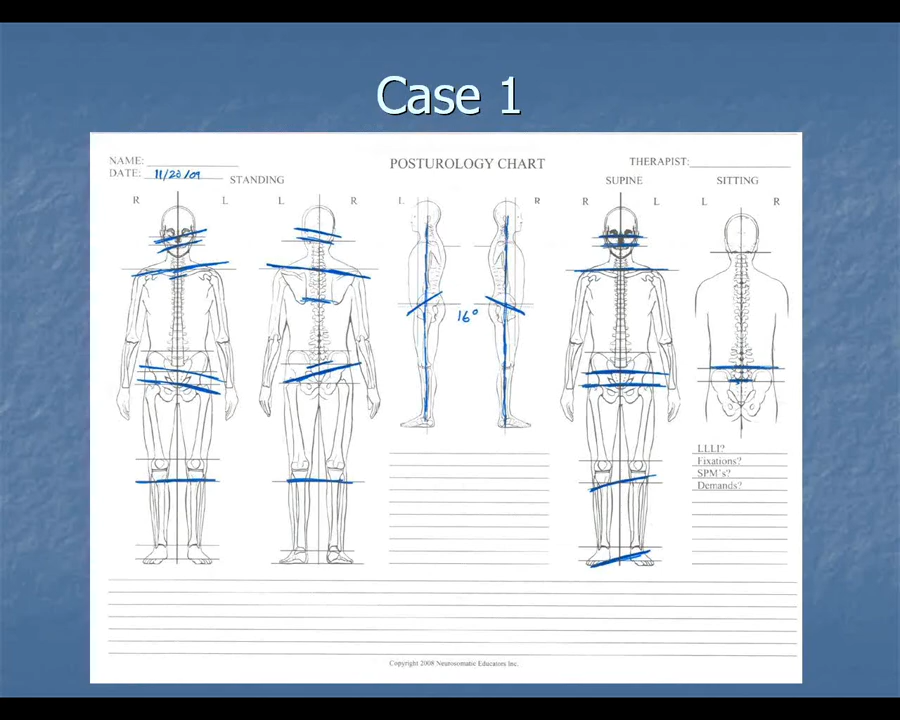 Case 1
NAME:
POSTUROLOGY CHART
THERAPIST:
DATE: 11/20/09
STANDING
SUPINE
SITTING
R L L R L R R L L R
16°
LLLI?
Fixations?
SPM's?
Demands?
Copyright 2008 Neurosomatic Educators Inc.